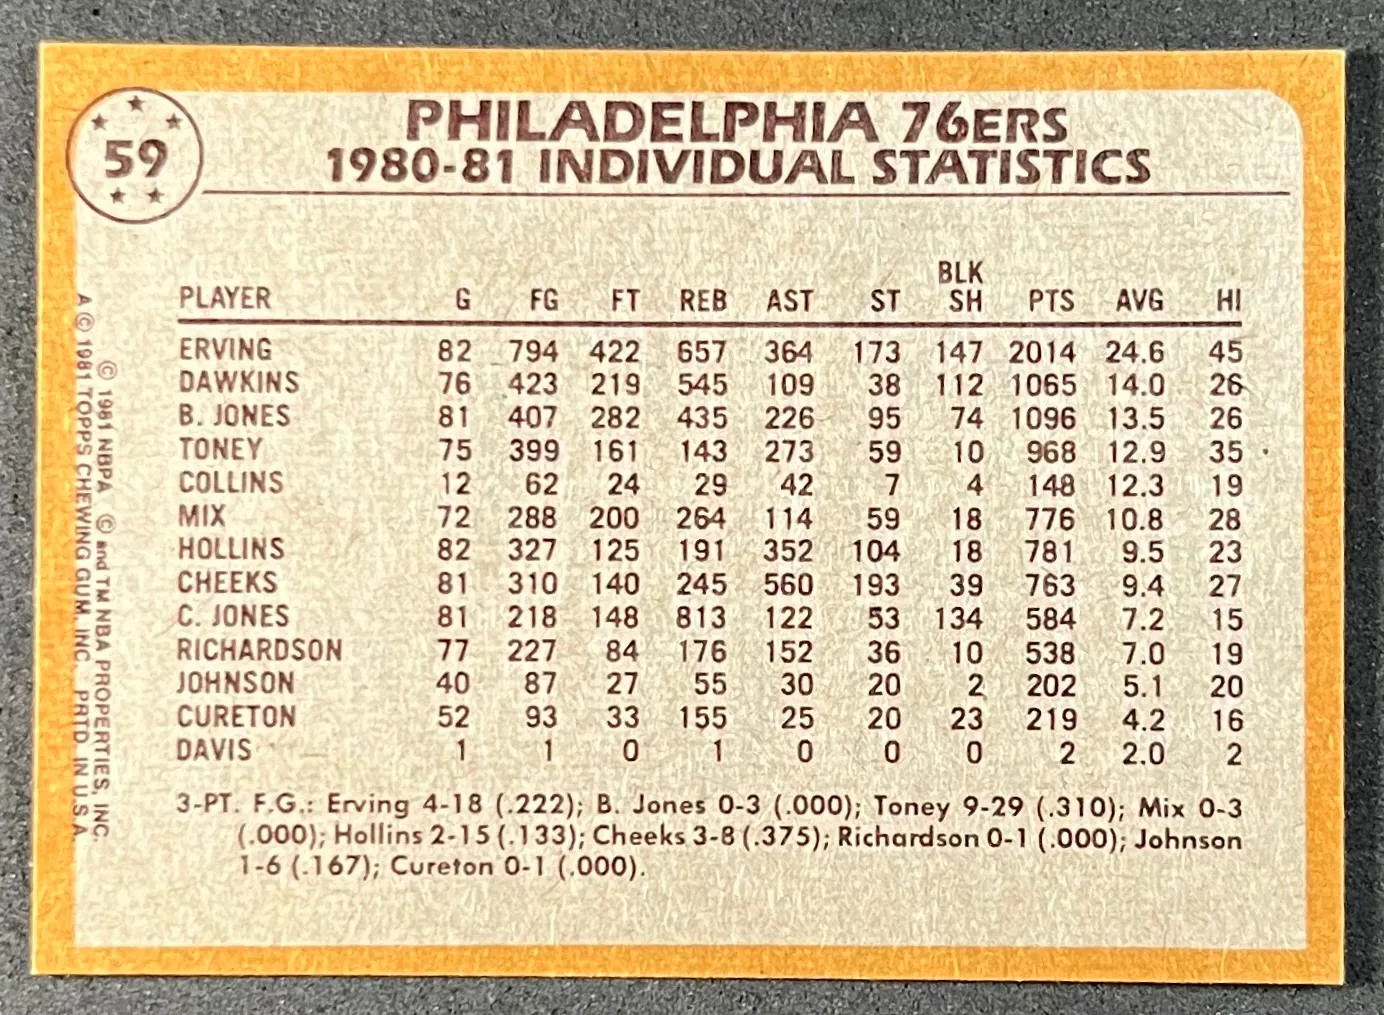 59
PHILADELPHIA 76ERS
1980-81 INDIVIDUAL STATISTICS
PLAYER G FG FT REB AST ST BLK SH PTS AVG HI
ERVING 82 794 422 657 364 173 147 2014 24.6 45
DAWKINS 76 423 219 545 109 38 112 1065 14.0 26
B. JONES 81 407 282 435 226 95 74 1096 13.5 26
TONEY 75 399 161 143 273 59 10 968 12.9 35
COLLINS 12 62 24 29 42 7 4 148 12.3 19
MIX 72 288 200 264 114 59 18 776 10.8 28
HOLLINS 82 327 125 191 352 104 18 781 9.5 23
CHEEKS 81 310 140 245 560 193 39 763 9.4 27
C. JONES 81 218 148 813 122 53 134 584 7.2 15
RICHARDSON 77 227 84 176 152 36 10 538 7.0 19
JOHNSON 40 87 27 55 30 20 2 202 5.1 20
CURETON 52 93 33 155 25 20 23 219 4.2 16
DAVIS 1 1 0 1 0 0 0 2 2.0 2
3-PT. F.G.: Erving 4-18 (.222); B. Jones 0-3 (.000); Toney 9-29 (.310); Mix 0-3
(.000); Hollins 2-15 (.133); Cheeks 3-8 (.375); Richardson 0-1 (.000); Johnson
1-6 (.167); Cureton 0-1 (.000).
© 1981 NBPA © and TM NBA PROPERTIES, INC.
A © 1981 TOPPS CHEWING GUM, INC. PRTD. IN U.S.A.